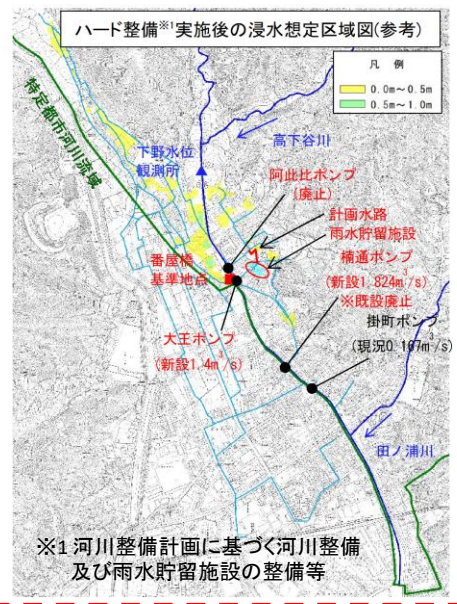 ハード整備※1実施後の浸水想定区域図(参考)
凡 例
0.0m～0.5m
0.5m～1.0m
特定都市河川流域
下野水位
観測所
高下谷川
阿此比ポンプ
(廃止)
計画水路
雨水貯留施設
楠通ポンプ
(新設1.824m³/s)
※既設廃止
番屋橋
基準地点
掛町ポンプ
(現況0.167m³/s)
大王ポンプ
(新設1.4m³/s)
田ノ浦川
※1 河川整備計画に基づく河川整備
及び雨水貯留施設の整備等